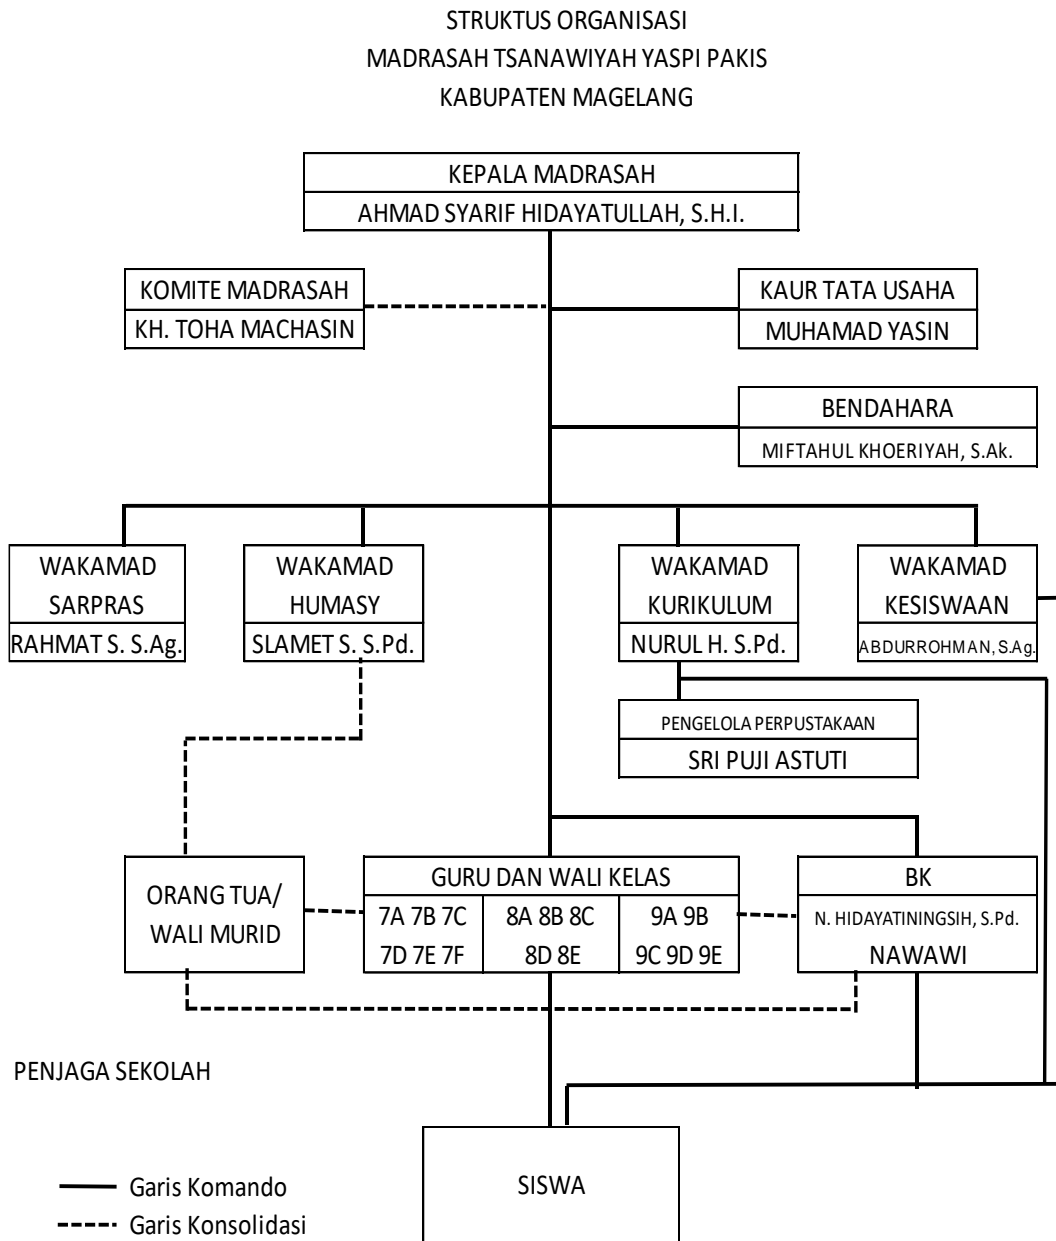 STRUKTUS ORGANISASI
MADRASAH TSANAWIYAH YASPI PAKIS
KABUPATEN MAGELANG
KEPALA MADRASAH
AHMAD SYARIF HIDAYATULLAH, S.H.I.
KOMITE MADRASAH
KH. TOHA MACHASIN
KAUR TATA USAHA
MUHAMAD YASIN
BENDAHARA
MIFTAHUL KHOERIYAH, S.Ak.
WAKAMAD
SARPRAS
RAHMAT S. S.Ag.
WAKAMAD
HUMASY
SLAMET S. S.Pd.
WAKAMAD
KURIKULUM
NURUL H. S.Pd.
WAKAMAD
KESISWAAN
ABDURROHMAN, S.Ag.
PENGELOLA PERPUSTAKAAN
SRI PUJI ASTUTI
ORANG TUA/
WALI MURID
GURU DAN WALI KELAS
7A 7B 7C
7D 7E 7F
8A 8B 8C
8D 8E
9A 9B
9C 9D 9E
BK
N. HIDAYATININGSIH, S.Pd.
NAWAWI
PENJAGA SEKOLAH
SISWA
Garis Komando
Garis Konsolidasi